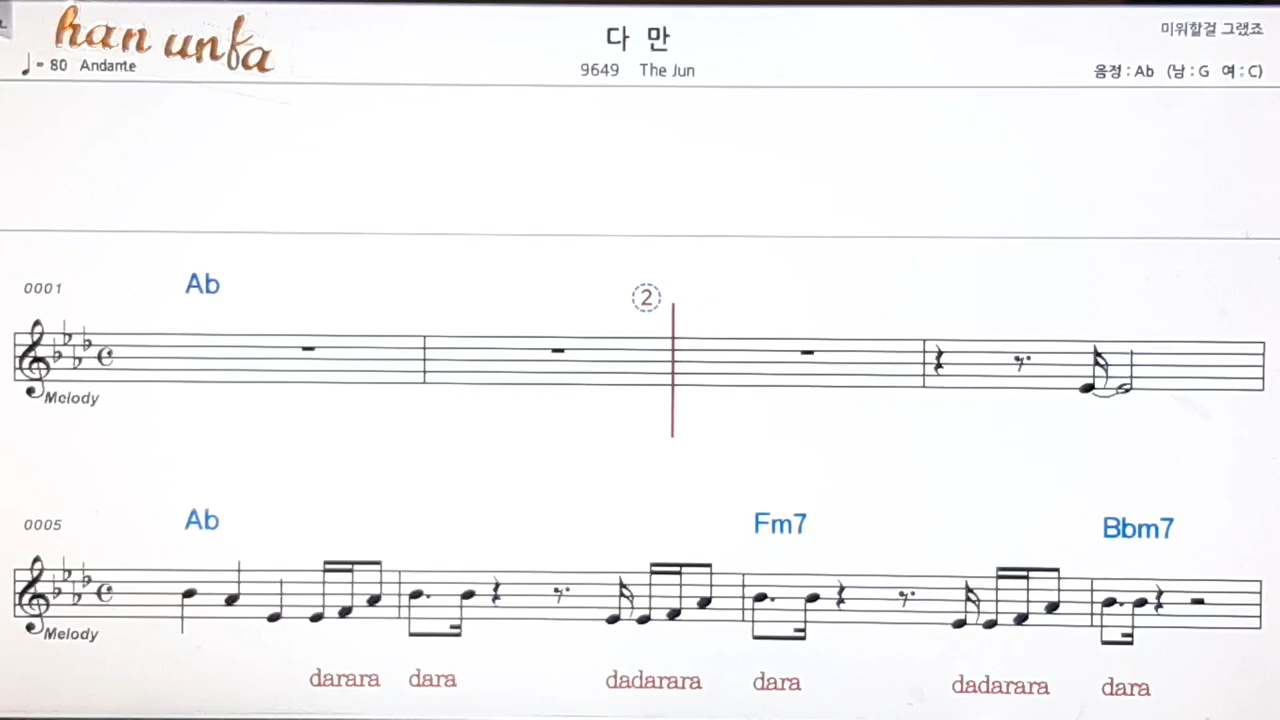 han unfa
♩= 80 Andante
다 만
9649 The Jun
미워할걸 그랬죠
음정 : Ab (남 : G 여 : C)
0001
Ab
2
Melody
0005
Ab Fm7 Bbm7
Melody
darara dara dadarara dara dadarara dara